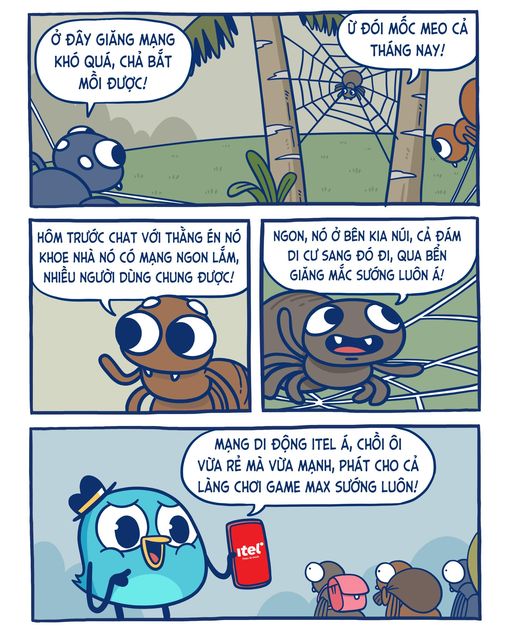 Ở ĐÂY GIĂNG MẠNG
KHÓ QUÁ, CHẢ BẮT
MỒI ĐƯỢC!
Ừ ĐÓI MỐC MEO CẢ
THÁNG NAY!
HÔM TRƯỚC CHAT VỚI THẰNG ÉN NÓ
KHOE NHÀ NÓ CÓ MẠNG NGON LẮM,
NHIỀU NGƯỜI DÙNG CHUNG ĐƯỢC!
NGON, NÓ Ở BÊN KIA NÚI, CẢ ĐÁM
DI CƯ SANG ĐÓ ĐI, QUA BỂN
GIĂNG MẮC SƯỚNG LUÔN Á!
MẠNG DI ĐỘNG ITEL Á, CHỒI ÔI
VỪA RẺ MÀ VỪA MẠNH, PHÁT CHO CẢ
LÀNG CHƠI GAME MAX SƯỚNG LUÔN!
itel